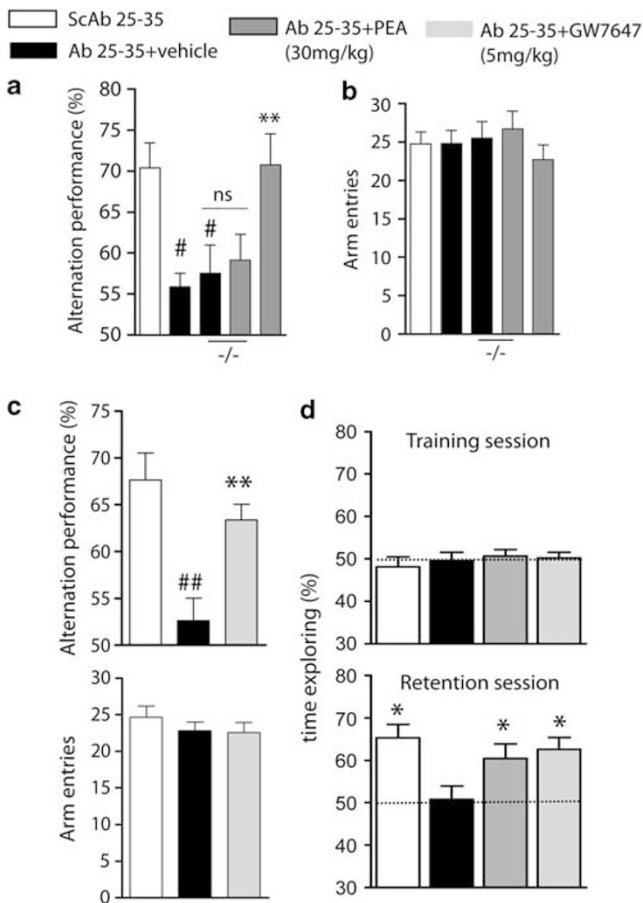 ScAb 25-35
Ab 25-35+vehicle
Ab 25-35+PEA
(30mg/kg)
Ab 25-35+GW7647
(5mg/kg)
a
Alternation performance (%)
75
70
65
60
55
50
#
#
ns
**
-/-
b
Arm entries
30
25
20
15
10
5
0
-/-
c
Alternation performance (%)
75
70
65
60
55
50
##
**
Arm entries
30
25
20
15
10
5
0
d
time exploring (%)
Training session
80
70
60
50
40
30
Retention session
80
70
60
50
40
30
*
*
*